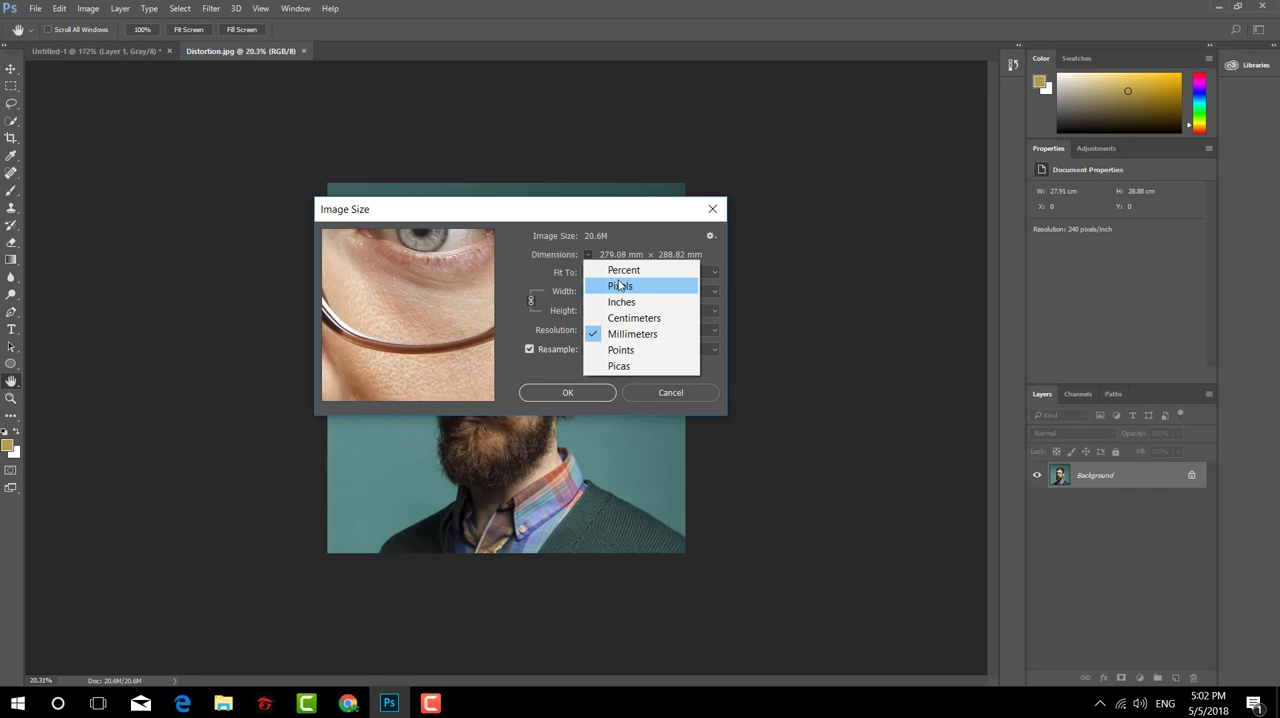 Ps File Edit Image Layer Type Select Filter 3D View Window Help
Scroll All Windows 100% Fit Screen Fill Screen
Untitled-1 @ 172% (Layer 1, Gray/8) * × Distortion.jpg @ 20.3% (RGB/8) ×
Color Swatches
Libraries
Properties Adjustments
Document Properties
W: 27.91 cm H: 28.88 cm
X: 0 Y: 0
Resolution: 240 pixels/inch
Image Size
Image Size: 20.6M
Dimensions: 279.08 mm × 288.82 mm
Fit To:
Width:
Height:
Resolution:
Resample:
Percent
Pixels
Inches
Centimeters
Millimeters
Points
Picas
OK Cancel
Layers Channels Paths
Kind
Normal Opacity: 100%
Lock: Fill: 100%
Background
20.31% Doc: 20.6M/20.6M
Ps
ENG
5:02 PM
5/5/2018
1